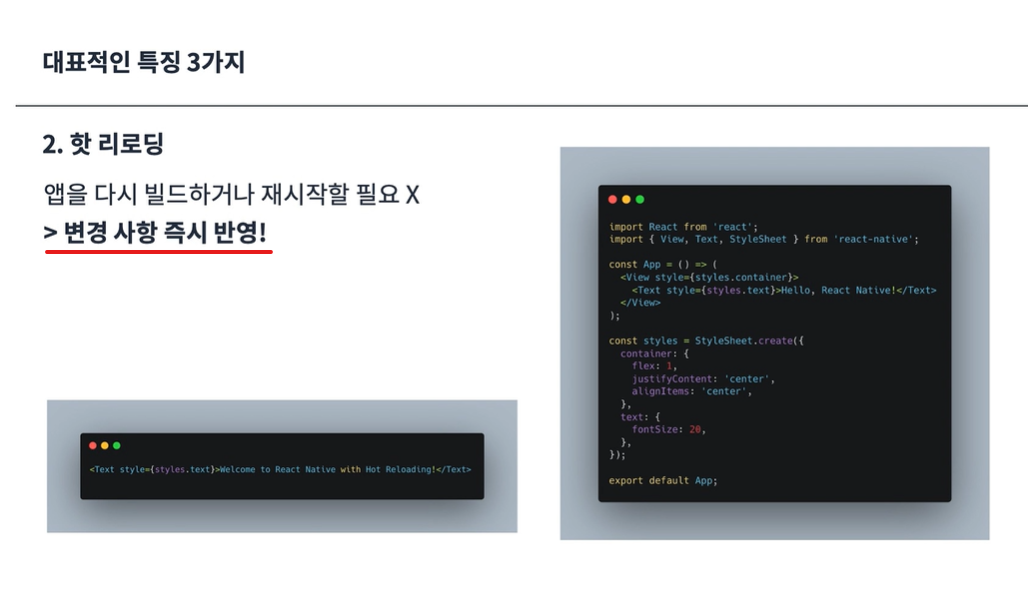 대표적인 특징 3가지
2. 핫 리로딩
앱을 다시 빌드하거나 재시작할 필요 X
> 변경 사항 즉시 반영!
<Text style={styles.text}>Welcome to React Native with Hot Reloading!</Text>
import React from 'react';
import { View, Text, StyleSheet } from 'react-native';
const App = () => (
  <View style={styles.container}>
    <Text style={styles.text}>Hello, React Native!</Text>
  </View>
);
const styles = StyleSheet.create({
  container: {
    flex: 1,
    justifyContent: 'center',
    alignItems: 'center',
  },
  text: {
    fontSize: 20,
  },
});
export default App;